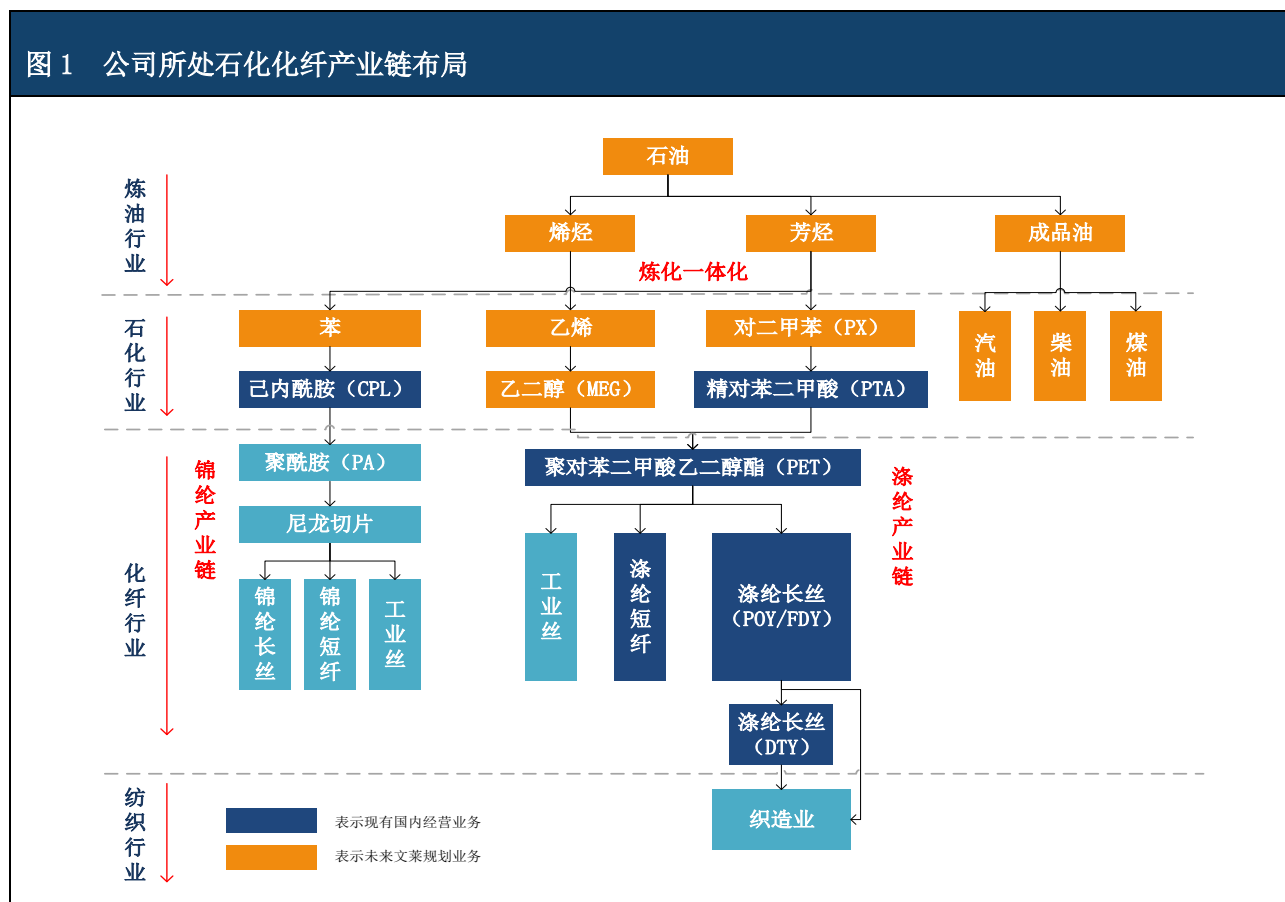 图1 公司所处石化化纤产业链布局
石油
炼油行业
烯烃
芳烃
成品油
炼化一体化
石化行业
苯
乙烯
对二甲苯（PX）
汽油
柴油
煤油
己内酰胺（CPL）
乙二醇（MEG）
精对苯二甲酸（PTA）
聚酰胺（PA）
聚对苯二甲酸乙二醇酯（PET）
锦纶产业链
涤纶产业链
尼龙切片
化纤行业
锦纶长丝
锦纶短纤
工业丝
工业丝
涤纶短纤
涤纶长丝
（POY/FDY）
涤纶长丝
（DTY）
纺织行业
织造业
表示现有国内经营业务
表示未来文莱规划业务